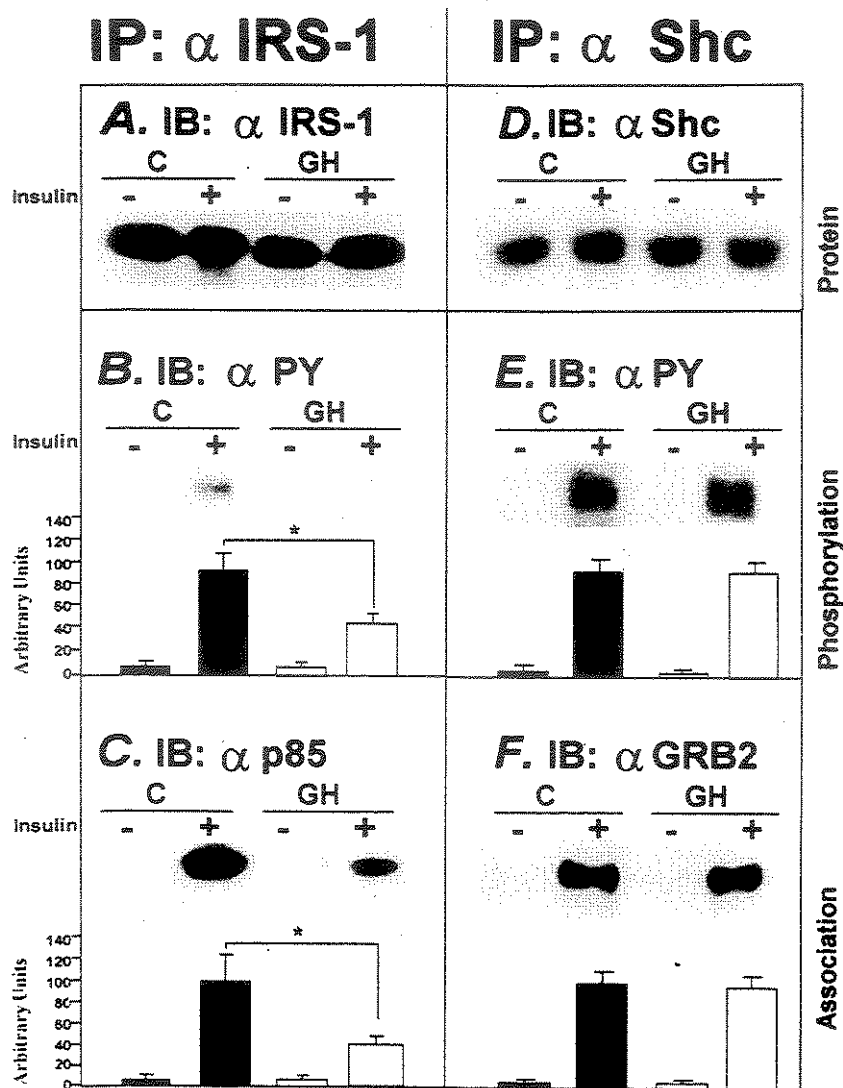 IP: α IRS-1
IP: α Shc
A. IB: α IRS-1
C GH
Insulin - + - +
D. IB: α Shc
C GH
- + - +
Protein
B. IB: α PY
C GH
Insulin - + - +
*
140
120
100
80
60
40
20
0
Arbitrary Units
E. IB: α PY
C GH
- + - +
Phosphorylation
C. IB: α p85
C GH
Insulin - + - +
*
140
120
100
80
60
40
20
0
Arbitrary Units
F. IB: α GRB2
C GH
- + - +
Association